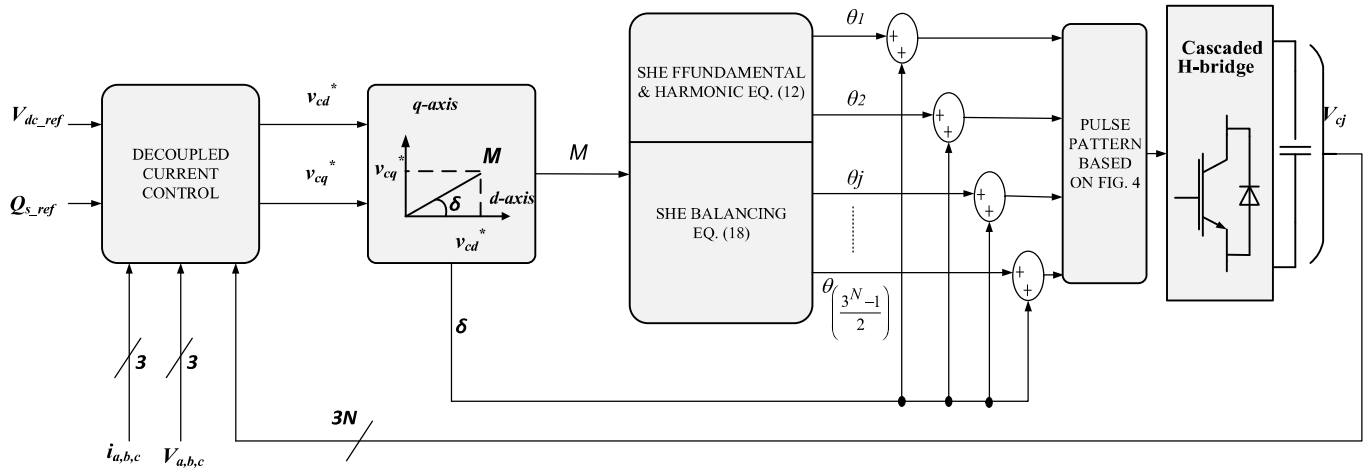 V_dc_ref
Q_s_ref
DECOUPLED
CURRENT
CONTROL
3
3
i_a,b,c
V_a,b,c
v_cd*
v_cq*
q-axis
v_cq*
M
d-axis
δ
v_cd*
δ
M
SHE FFUNDAMENTAL
& HARMONIC EQ. (12)
SHE BALANCING
EQ. (18)
θ1
θ2
θj
θ_((3^N−1)/2)
+
+
+
+
+
+
+
+
PULSE
PATTERN
BASED
ON FIG. 4
Cascaded
H-bridge
V_cj
3N